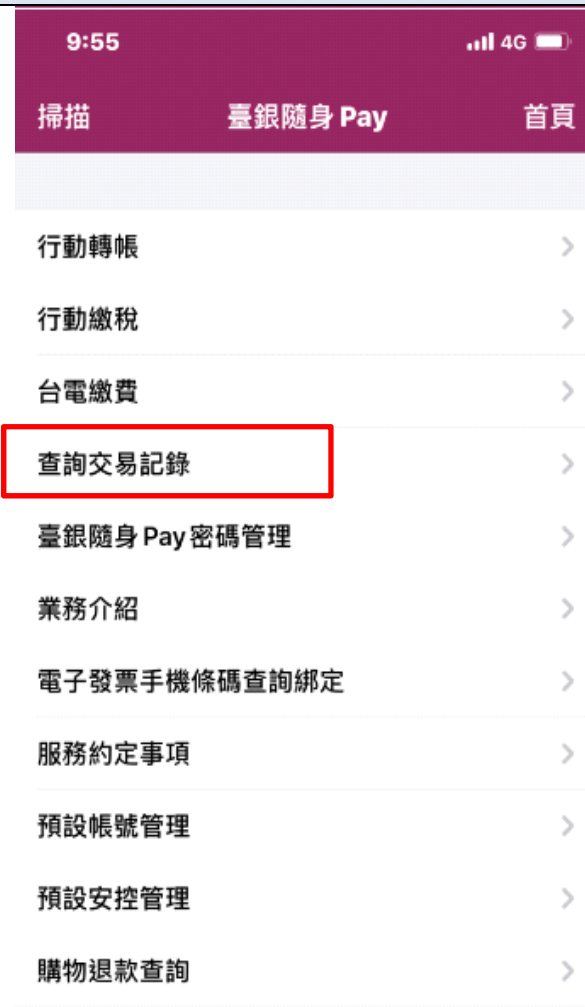 9:55 4G
掃描 臺銀隨身 Pay 首頁
行動轉帳
行動繳稅
台電繳費
查詢交易記錄
臺銀隨身 Pay 密碼管理
業務介紹
電子發票手機條碼查詢綁定
服務約定事項
預設帳號管理
預設安控管理
購物退款查詢